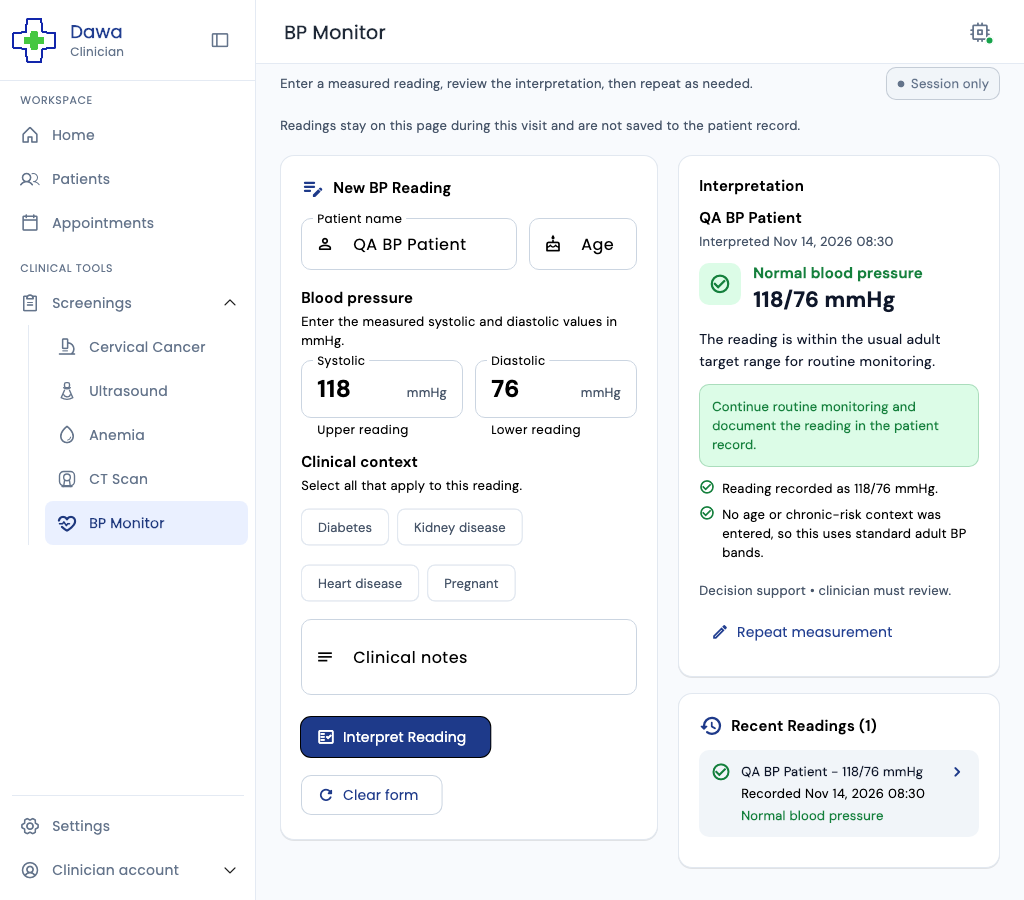 Dawa
Clinician
WORKSPACE
Home
Patients
Appointments
CLINICAL TOOLS
Screenings
Cervical Cancer
Ultrasound
Anemia
CT Scan
BP Monitor
Settings
Clinician account
BP Monitor
Enter a measured reading, review the interpretation, then repeat as needed.
Session only
Readings stay on this page during this visit and are not saved to the patient record.
New BP Reading
Patient name
QA BP Patient
Age
Blood pressure
Enter the measured systolic and diastolic values in
mmHg.
Systolic
118 mmHg
Upper reading
Diastolic
76 mmHg
Lower reading
Clinical context
Select all that apply to this reading.
Diabetes
Kidney disease
Heart disease
Pregnant
Clinical notes
Interpret Reading
Clear form
Interpretation
QA BP Patient
Interpreted Nov 14, 2026 08:30
Normal blood pressure
118/76 mmHg
The reading is within the usual adult
target range for routine monitoring.
Continue routine monitoring and
document the reading in the patient
record.
Reading recorded as 118/76 mmHg.
No age or chronic-risk context was
entered, so this uses standard adult BP
bands.
Decision support • clinician must review.
Repeat measurement
Recent Readings (1)
QA BP Patient – 118/76 mmHg
Recorded Nov 14, 2026 08:30
Normal blood pressure